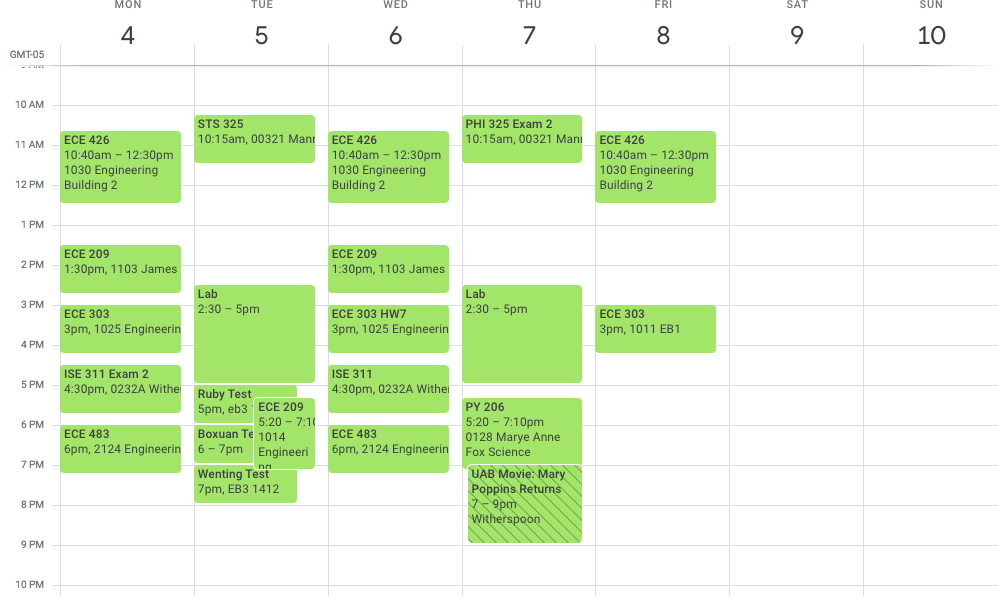 MON
TUE
WED
THU
FRI
SAT
SUN
4
5
6
7
8
9
10
GMT-05
9 AM
10 AM
11 AM
12 PM
1 PM
2 PM
3 PM
4 PM
5 PM
6 PM
7 PM
8 PM
9 PM
10 PM
ECE 426
10:40am – 12:30pm
1030 Engineering
Building 2
ECE 209
1:30pm, 1103 James
ECE 303
3pm, 1025 Engineerin
ISE 311 Exam 2
4:30pm, 0232A Withe
ECE 483
6pm, 2124 Engineerin
STS 325
10:15am, 00321 Mann
Lab
2:30 – 5pm
Ruby Test
5pm, eb3
ECE 209
5:20 – 7:10
1014
Engineeri
ng
Boxuan Te
6 – 7pm
Wenting Test
7pm, EB3 1412
ECE 426
10:40am – 12:30pm
1030 Engineering
Building 2
ECE 209
1:30pm, 1103 James
ECE 303 HW7
3pm, 1025 Engineerin
ISE 311
4:30pm, 0232A Withe
ECE 483
6pm, 2124 Engineerin
PHI 325 Exam 2
10:15am, 00321 Mann
Lab
2:30 – 5pm
PY 206
5:20 – 7:10pm
0128 Marye Anne
Fox Science
UAB Movie: Mary
Poppins Returns
7 – 9pm
Witherspoon
ECE 426
10:40am – 12:30pm
1030 Engineering
Building 2
ECE 303
3pm, 1011 EB1